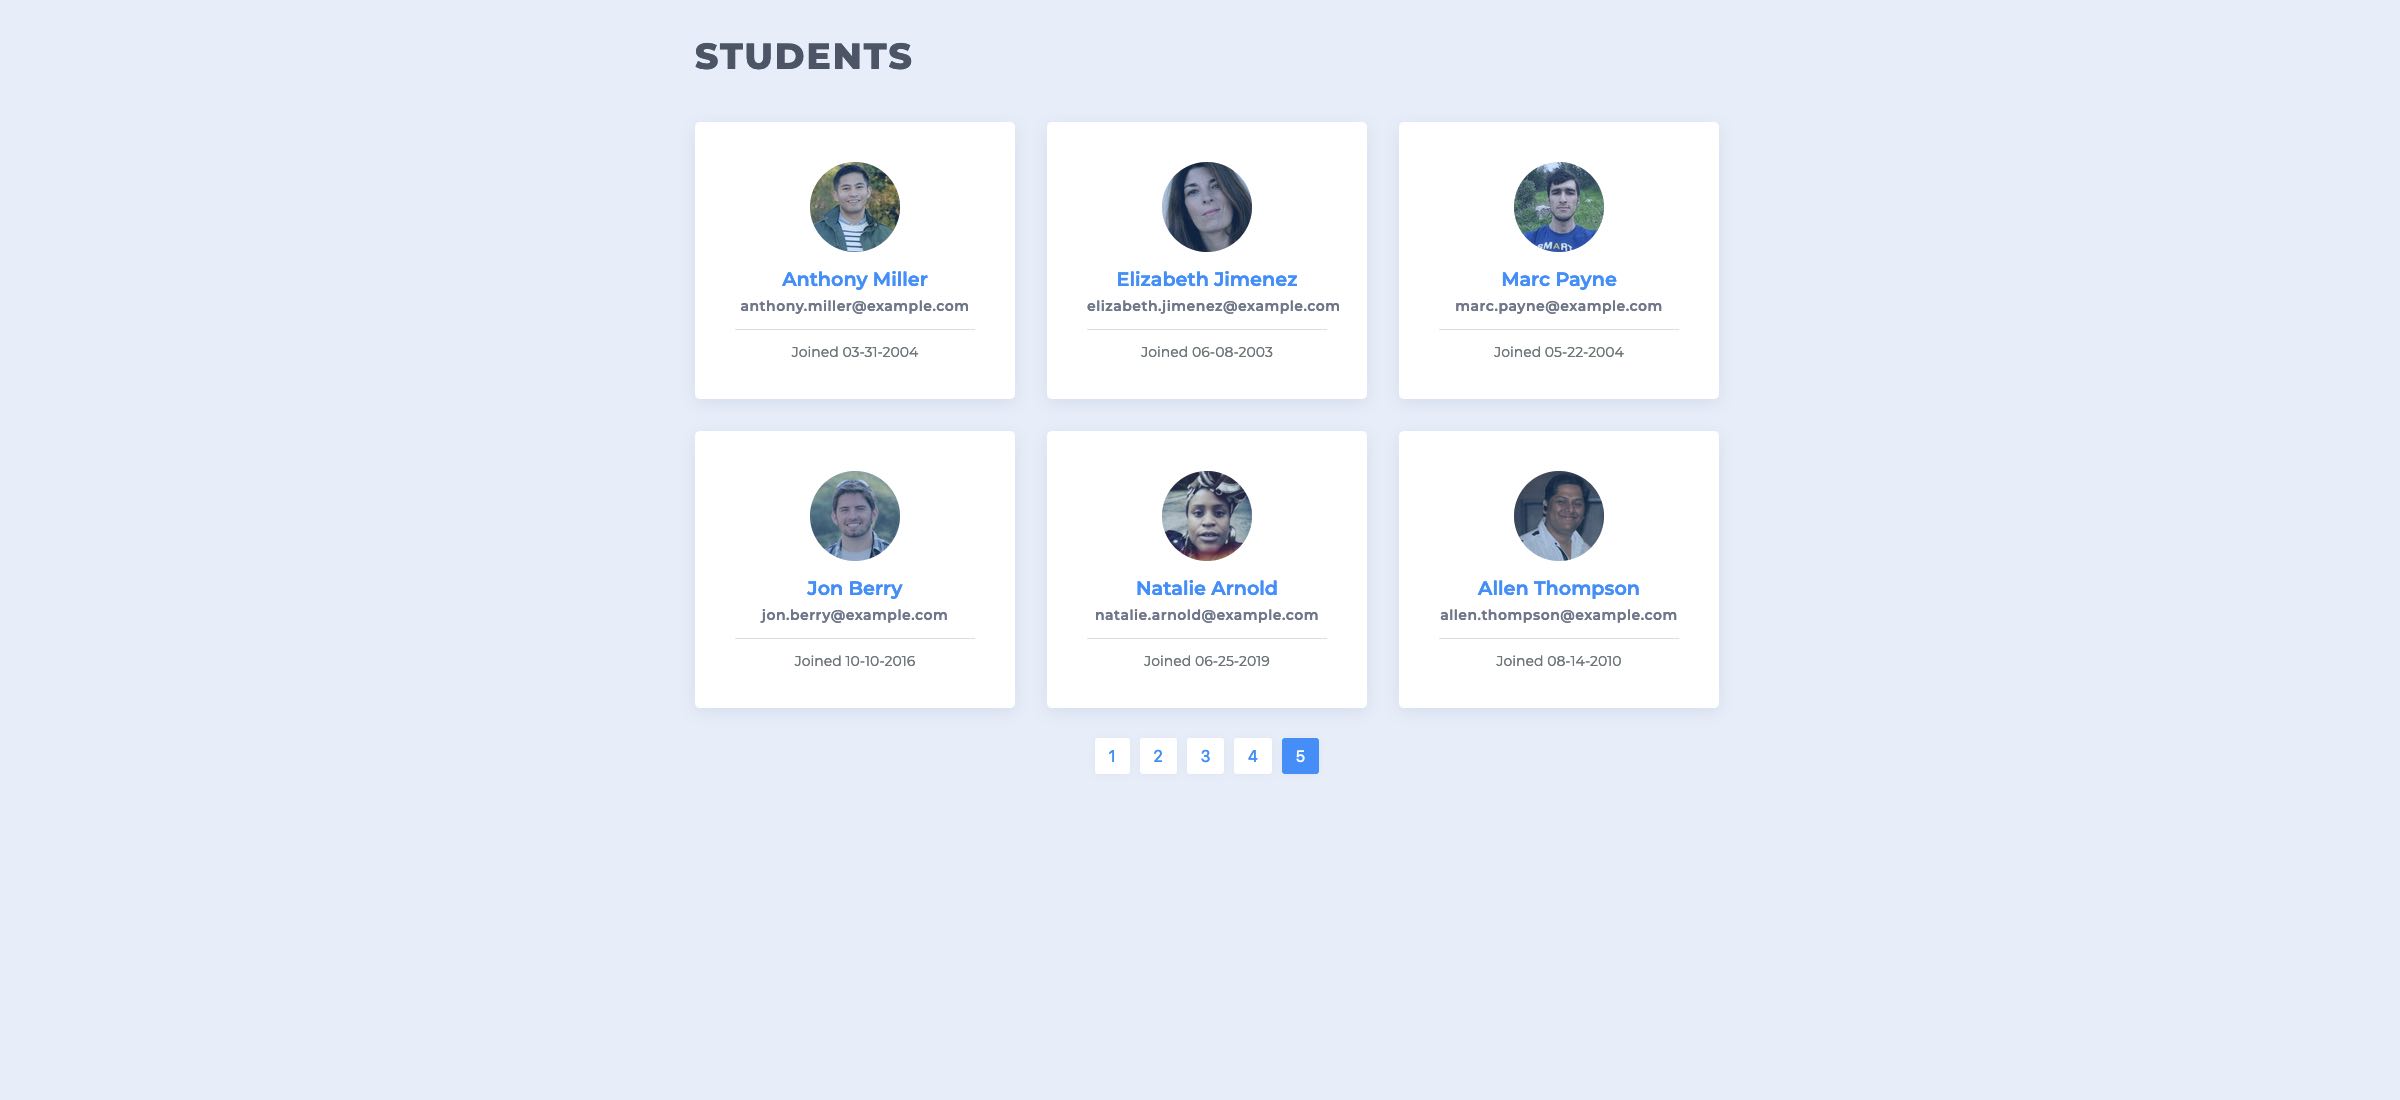 STUDENTS
Anthony Miller
anthony.miller@example.com
Joined 03-31-2004
Elizabeth Jimenez
elizabeth.jimenez@example.com
Joined 06-08-2003
SMART
Marc Payne
marc.payne@example.com
Joined 05-22-2004
Jon Berry
jon.berry@example.com
Joined 10-10-2016
Natalie Arnold
natalie.arnold@example.com
Joined 06-25-2019
Allen Thompson
allen.thompson@example.com
Joined 08-14-2010
1 2 3 4 5